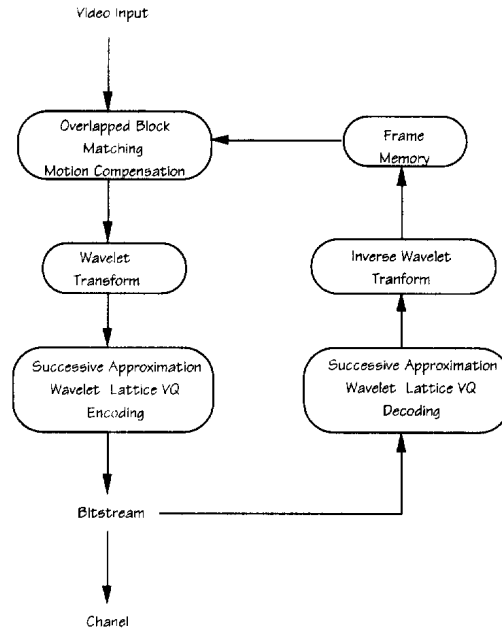 Video Input
Overlapped Block
Matching
Motion Compensation
Frame
Memory
Wavelet
Transform
Inverse Wavelet
Tranform
Successive Approximation
Wavelet Lattice VQ
Encoding
Successive Approximation
Wavelet Lattice VQ
Decoding
Bitstream
Chanel